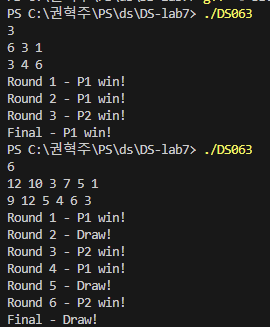 PS C:\권혁주\PS\ds\DS-lab7> ./DS063
3
6 3 1
3 4 6
Round 1 - P1 win!
Round 2 - P1 win!
Round 3 - P2 win!
Final - P1 win!
PS C:\권혁주\PS\ds\DS-lab7> ./DS063
6
12 10 3 7 5 1
9 12 5 4 6 3
Round 1 - P1 win!
Round 2 - Draw!
Round 3 - P2 win!
Round 4 - P1 win!
Round 5 - Draw!
Round 6 - P2 win!
Final - Draw!